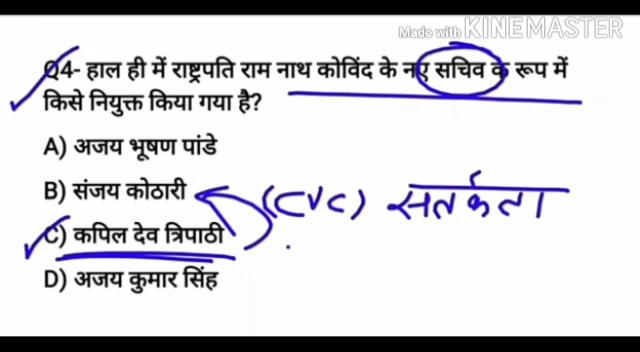 Made with KINEMASTER
Q4- हाल ही में राष्ट्रपति राम नाथ कोविंद के नए सचिव के रूप में
किसे नियुक्त किया गया है?
A) अजय भूषण पांडे
B) संजय कोठारी
(CVC) सतर्कता
C) कपिल देव त्रिपाठी
D) अजय कुमार सिंह